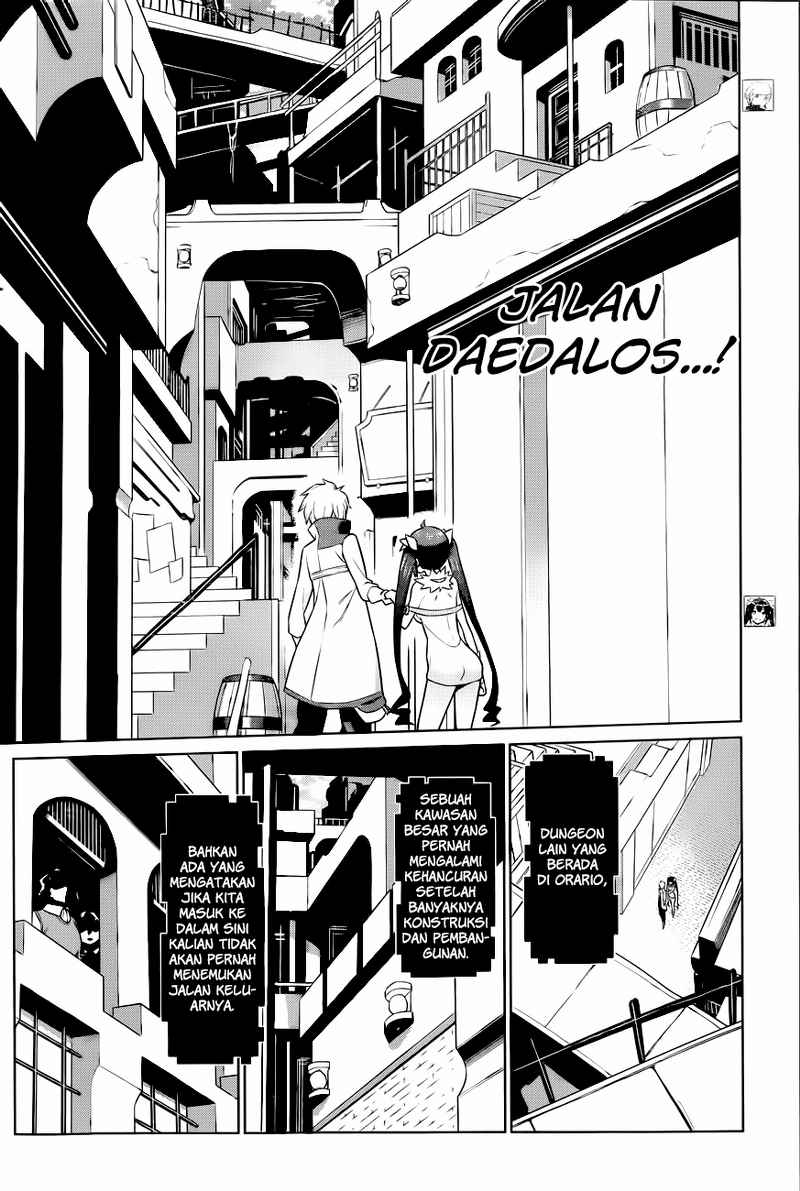 JALAN
DAEDALOS...!
DUNGEON
LAIN YANG
BERADA
DI ORARIO,
SEBUAH
KAWASAN
BESAR YANG
PERNAH
MENGALAMI
KEHANCURAN
SETELAH
BANYAKNYA
KONSTRUKSI
DAN PEMBAN-
GUNAN.
BAHKAN
ADA YANG
MENGATAKAN
JIKA KITA
MASUK KE
DALAM SINI
KALIAN TIDAK
AKAN PERNAH
MENEMUKAN
JALAN KELU-
ARNYA.